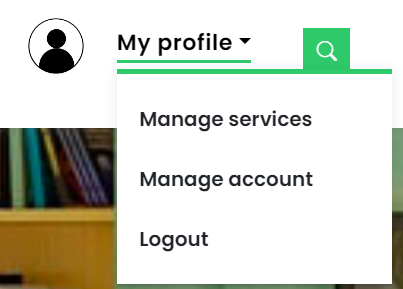 My profile
Manage services
Manage account
Logout